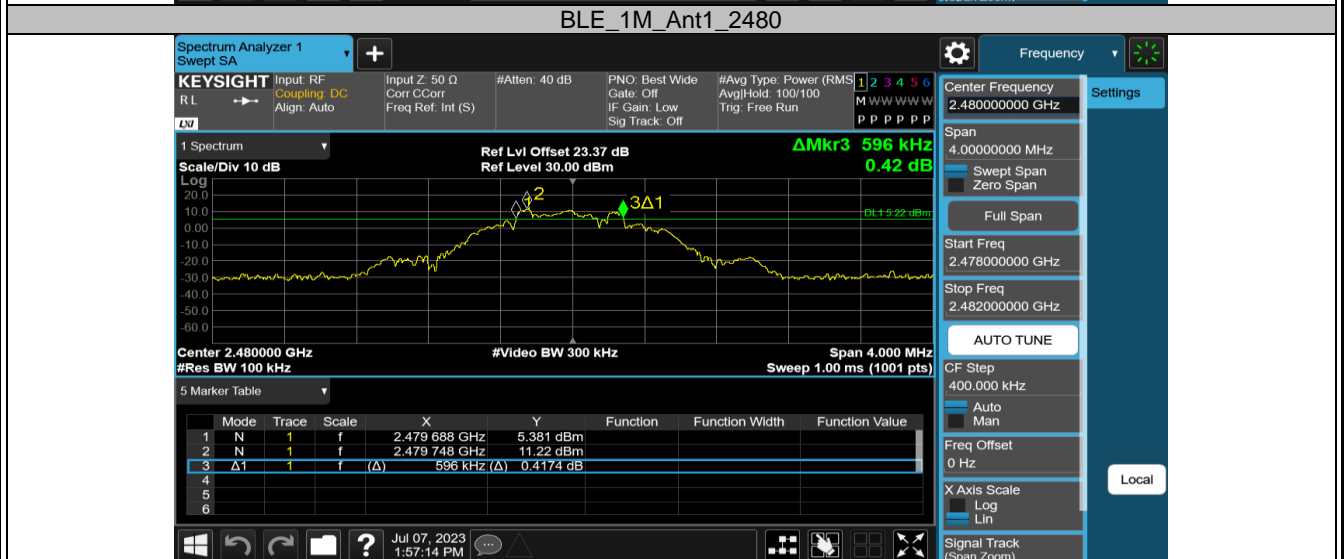 BLE_1M_Ant1_2480
Spectrum Analyzer 1
Swept SA
+
Frequency
KEYSIGHT
RL
LXI
Input: RF
Coupling: DC
Align: Auto
Input Z: 50 Ω
Corr CCorr
Freq Ref: Int (S)
#Atten: 40 dB
PNO: Best Wide
Gate: Off
IF Gain: Low
Sig Track: Off
#Avg Type: Power (RMS
Avg|Hold: 100/100
Trig: Free Run
1 2 3 4 5 6
M W W W W W
P P P P P P
Center Frequency
2.480000000 GHz
Settings
Span
4.00000000 MHz
Swept Span
Zero Span
Full Span
Start Freq
2.478000000 GHz
Stop Freq
2.482000000 GHz
AUTO TUNE
CF Step
400.000 kHz
Auto
Man
Freq Offset
0 Hz
X Axis Scale
Log
Lin
Signal Track
(Span Zoom)
Local
1 Spectrum
Scale/Div 10 dB
Ref Lvl Offset 23.37 dB
Ref Level 30.00 dBm
ΔMkr3 596 kHz
0.42 dB
Log
20.0
10.0
0.00
-10.0
-20.0
-30.0
-40.0
-50.0
-60.0
2
3Δ1
DL1 5.22 dBm
Center 2.480000 GHz
#Res BW 100 kHz
#Video BW 300 kHz
Span 4.000 MHz
Sweep 1.00 ms (1001 pts)
5 Marker Table
Mode Trace Scale X Y Function Function Width Function Value
1 N 1 f 2.479 688 GHz 5.381 dBm
2 N 1 f 2.479 748 GHz 11.22 dBm
3 Δ1 1 f (Δ) 596 kHz (Δ) 0.4174 dB
4
5
6
?
Jul 07, 2023
1:57:14 PM